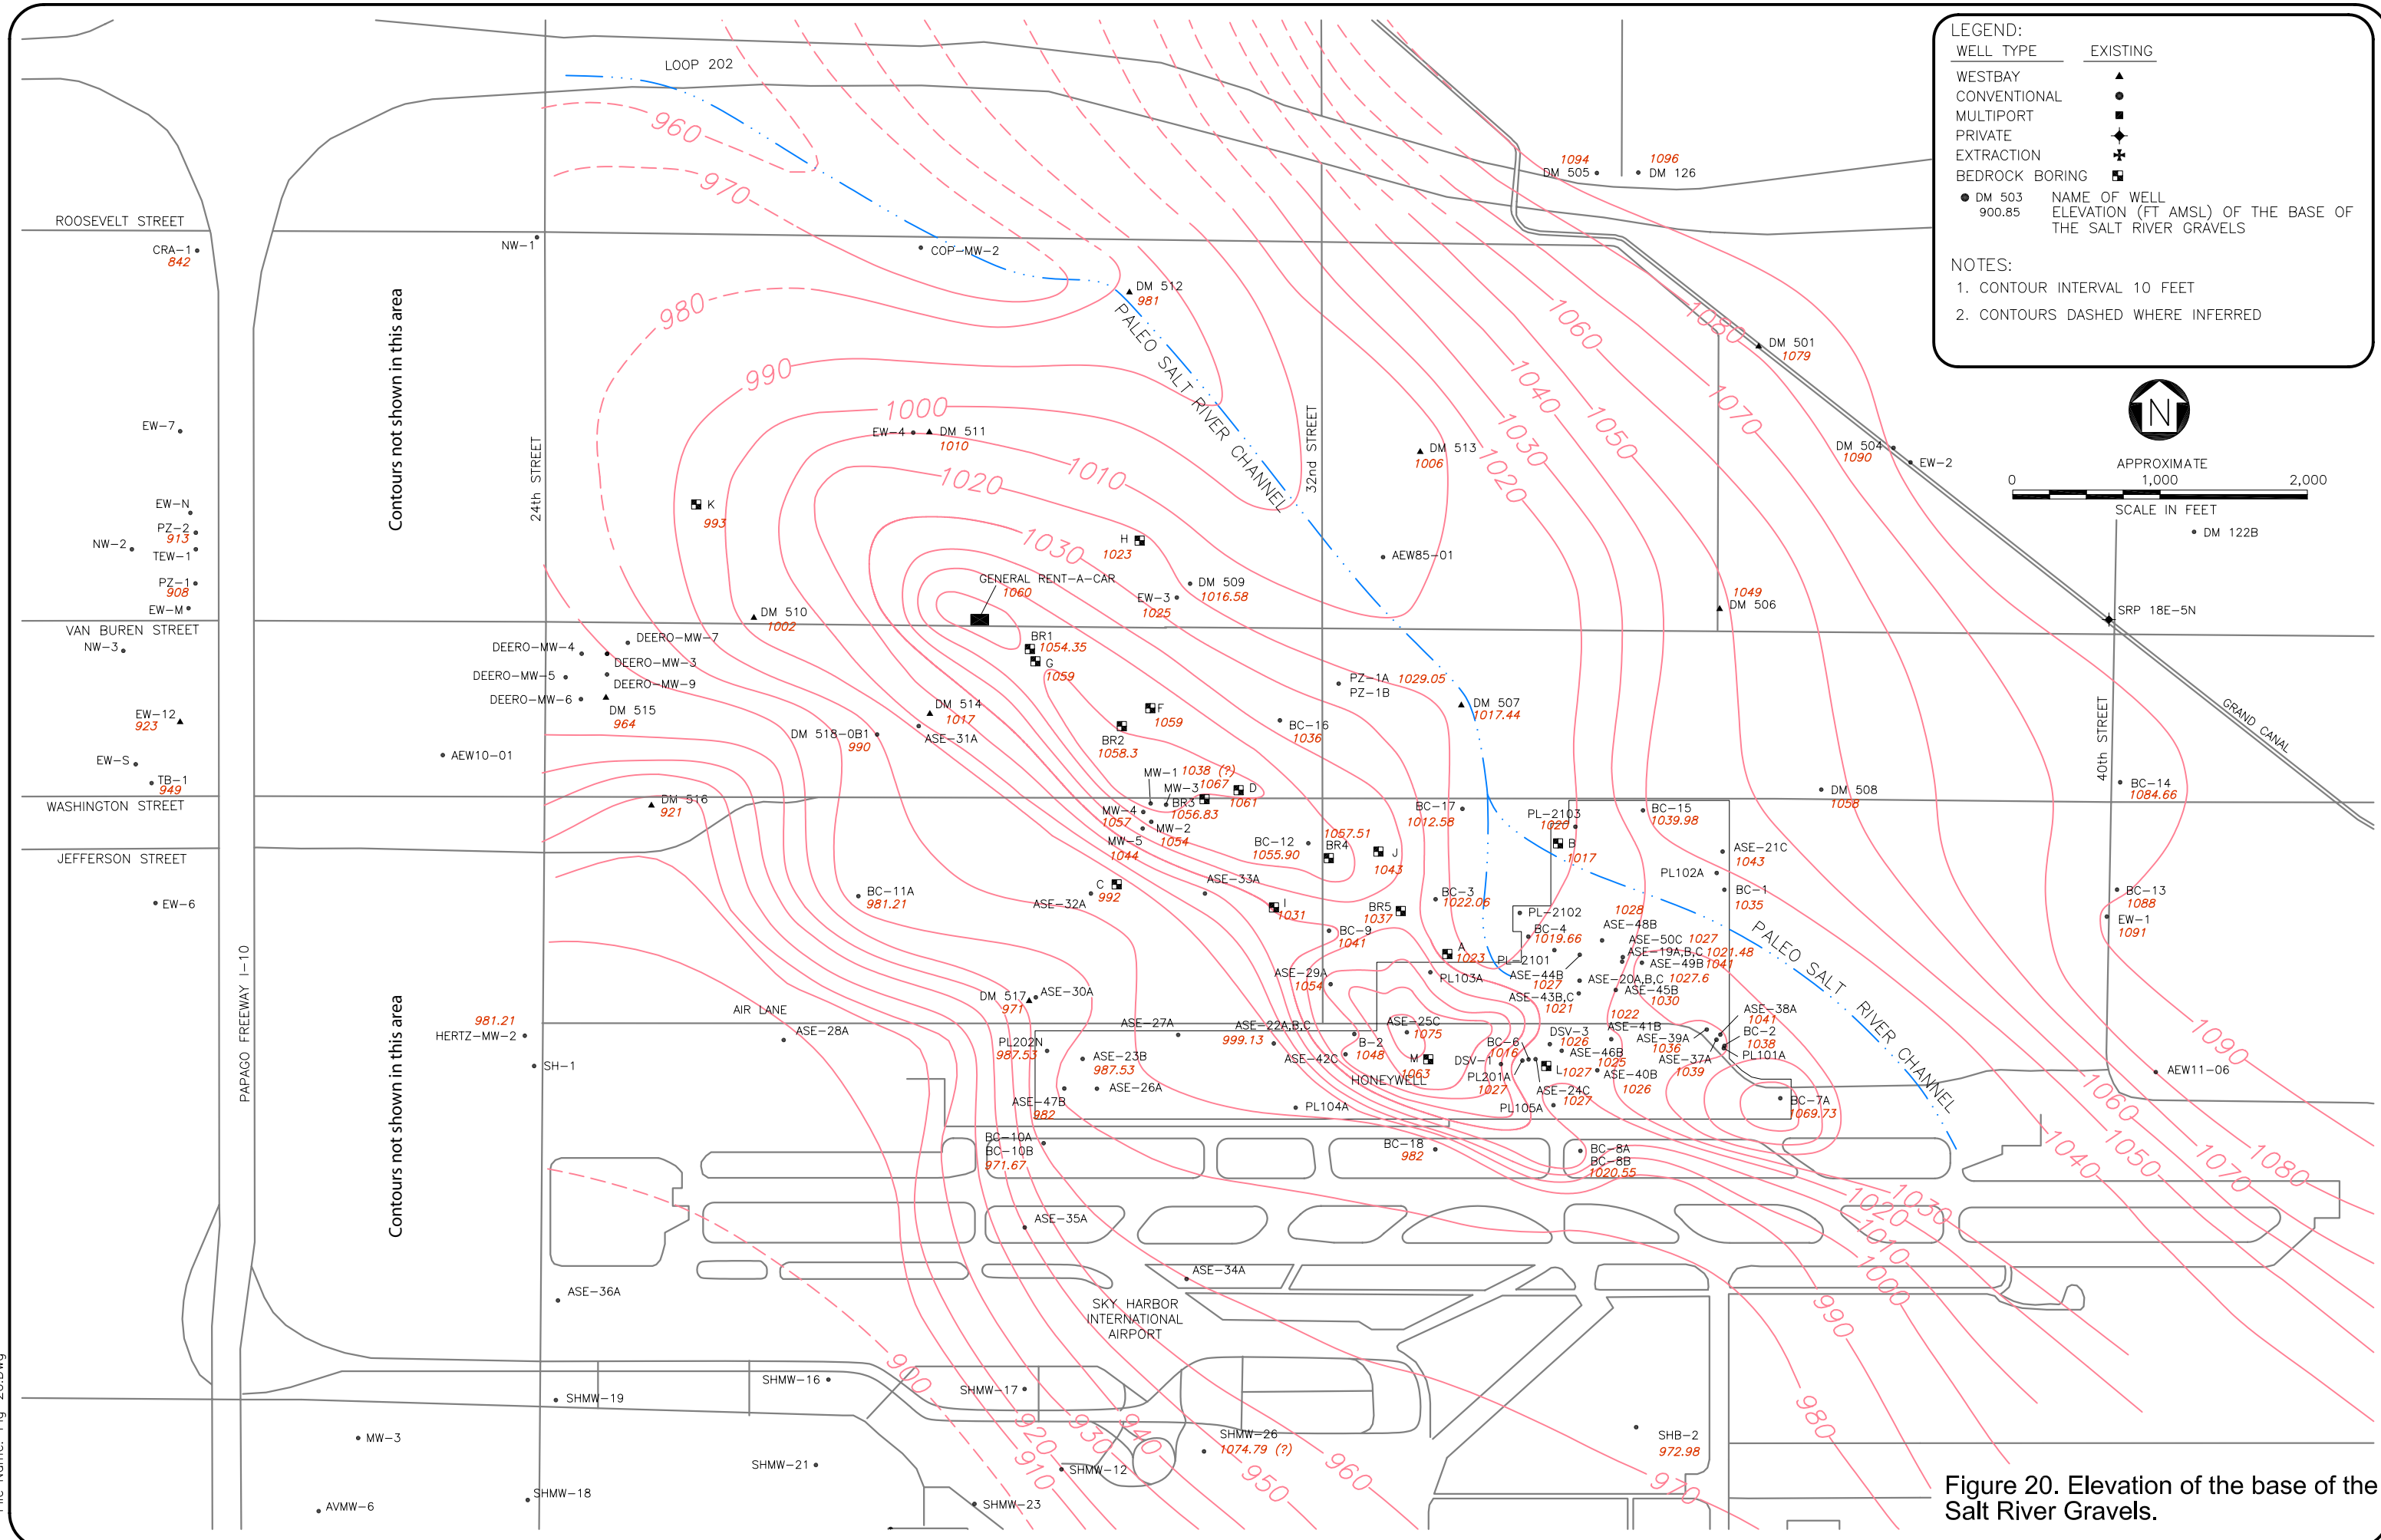 LEGEND:
WELL TYPE EXISTING
WESTBAY
CONVENTIONAL
MULTIPORT
PRIVATE
EXTRACTION
BEDROCK BORING
DM 503 NAME OF WELL
900.85 ELEVATION (FT AMSL) OF THE BASE OF
THE SALT RIVER GRAVELS
NOTES:
1. CONTOUR INTERVAL 10 FEET
2. CONTOURS DASHED WHERE INFERRED
N
APPROXIMATE
0 1,000 2,000
SCALE IN FEET
LOOP 202
960
970
980
990
1000
1010
1020
1030
1020
1030
1040
1050
1060
1070
1080
1094
DM 505
1096
DM 126
ROOSEVELT STREET
CRA-1
842
NW-1
COP-MW-2
DM 512
981
PALEO SALT RIVER CHANNEL
DM 501
1079
Contours not shown in this area
24th STREET
32nd STREET
EW-7
EW-4
DM 511
1010
DM 513
1006
DM 504
1090
EW-2
K
993
EW-N
PZ-2
913
NW-2
TEW-1
PZ-1
908
EW-M
H
1023
AEW85-01
DM 122B
GENERAL RENT-A-CAR
1060
DM 509
1016.58
EW-3
1025
1049
DM 506
SRP 18E-5N
DM 510
1002
VAN BUREN STREET
NW-3
DEERO-MW-7
DEERO-MW-4
DEERO-MW-3
DEERO-MW-5
DEERO-MW-9
DEERO-MW-6
DM 515
964
BR1
1054.35
G
1059
PZ-1A 1029.05
PZ-1B
DM 507
1017.44
GRAND CANAL
40th STREET
EW-12
923
DM 514
1017
F
1059
BR2
1058.3
BC-16
1036
DM 518-OB1
990
ASE-31A
AEW10-01
EW-S
TB-1
949
MW-1 1038 (?)
MW-3 1067
BR3
1056.83
D
1061
MW-4
1057
MW-2
1054
MW-5
1044
BC-14
1084.66
DM 508
1058
WASHINGTON STREET
DM 516
921
BC-17
1012.58
PL-2103
1020
BC-15
1039.98
JEFFERSON STREET
BC-12
1055.90
1057.51
BR4
J
1043
B
1017
ASE-21C
1043
PL102A
EW-6
BC-11A
981.21
C
992
ASE-32A
ASE-33A
I
1031
BC-3
1022.06
BR5
1037
PL-2102
BC-1
1035
BC-13
1088
EW-1
1091
BC-9
1041
A
1023
BC-4
1019.66
1028
ASE-48B
ASE-50C 1027
ASE-19A,B,C 1021.48
ASE-49B 1041
PL-2101
PALEO SALT RIVER CHANNEL
PAPAGO FREEWAY I-10
Contours not shown in this area
ASE-29A
1054
PL103A
ASE-44B
1027
ASE-20A,B,C 1027.6
ASE-43B,C
1021
ASE-45B
1030
DM 517
971
ASE-30A
AIR LANE
981.21
HERTZ-MW-2
ASE-28A
ASE-27A
ASE-22A,B,C
999.13
ASE-25C
1075
1022
ASE-41B
ASE-38A
1041
BC-2
1038
ASE-39A
1036
PL101A
ASE-37A
1039
DSV-3
1026
BC-6
1016
PL202N
987.53
ASE-23B
987.53
ASE-42C
B-2
1048
M
1063
HONEYWELL
DSV-1
PL201A
1027
L 1027
ASE-46B
1025
ASE-40B
1026
ASE-24C
1027
PL105A
SH-1
ASE-26A
ASE-47B
982
PL104A
BC-7A
1069.73
AEW11-06
BC-10A
BC-10B
971.67
BC-18
982
BC-8A
BC-8B
1020.55
1090
1060
1040
1050
1070
1080
1030
1020
1010
1000
990
980
970
ASE-35A
ASE-34A
ASE-36A
SKY HARBOR
INTERNATIONAL
AIRPORT
900
920
910
930
940
950
960
SHMW-16
SHMW-17
SHMW-19
MW-3
SHMW-26
1074.79 (?)
SHB-2
972.98
SHMW-21
SHMW-12
SHMW-18
SHMW-23
AVMW-6
Figure 20. Elevation of the base of the
Salt River Gravels.